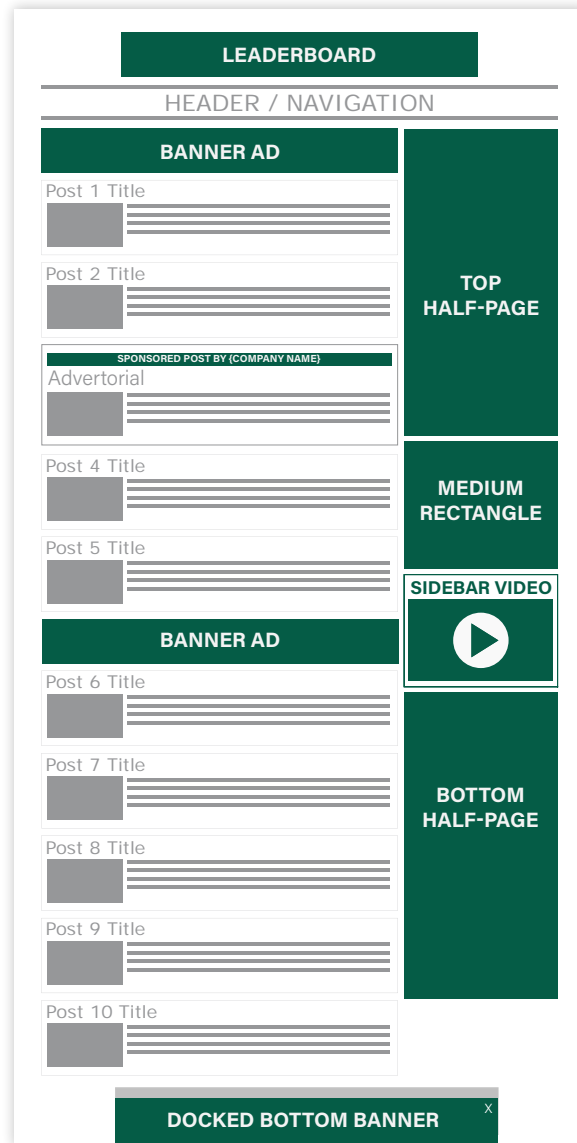 LEADERBOARD
HEADER / NAVIGATION
BANNER AD
Post 1 Title
Post 2 Title
SPONSORED POST BY {COMPANY NAME}
Advertorial
Post 4 Title
Post 5 Title
BANNER AD
Post 6 Title
Post 7 Title
Post 8 Title
Post 9 Title
Post 10 Title
TOP
HALF-PAGE
MEDIUM
RECTANGLE
SIDEBAR VIDEO
BOTTOM
HALF-PAGE
DOCKED BOTTOM BANNER
X